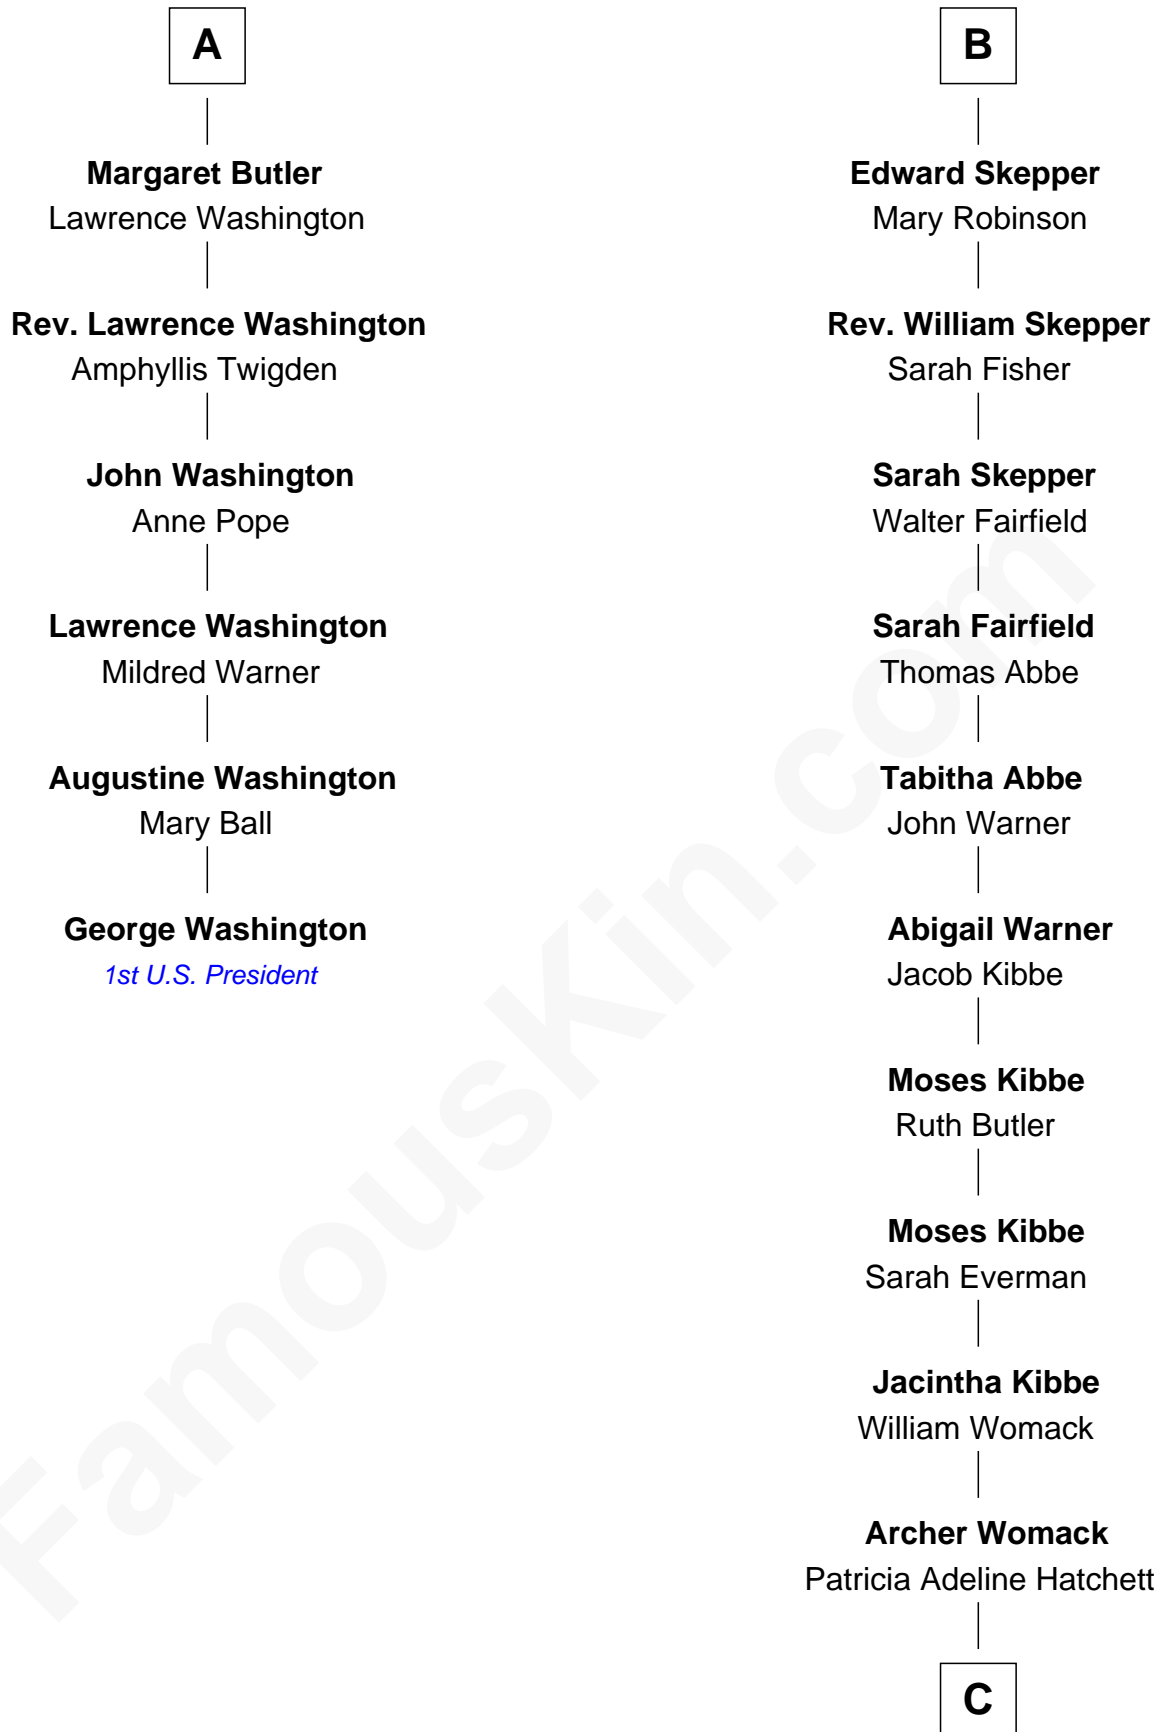 A
Margaret Butler
Lawrence Washington
Rev. Lawrence Washington
Amphyllis Twigden
John Washington
Anne Pope
Lawrence Washington
Mildred Warner
Augustine Washington
Mary Ball
George Washington
1st U.S. President
B
Edward Skepper
Mary Robinson
Rev. William Skepper
Sarah Fisher
Sarah Skepper
Walter Fairfield
Sarah Fairfield
Thomas Abbe
Tabitha Abbe
John Warner
Abigail Warner
Jacob Kibbe
Moses Kibbe
Ruth Butler
Moses Kibbe
Sarah Everman
Jacintha Kibbe
William Womack
Archer Womack
Patricia Adeline Hatchett
C
FamousKin.com